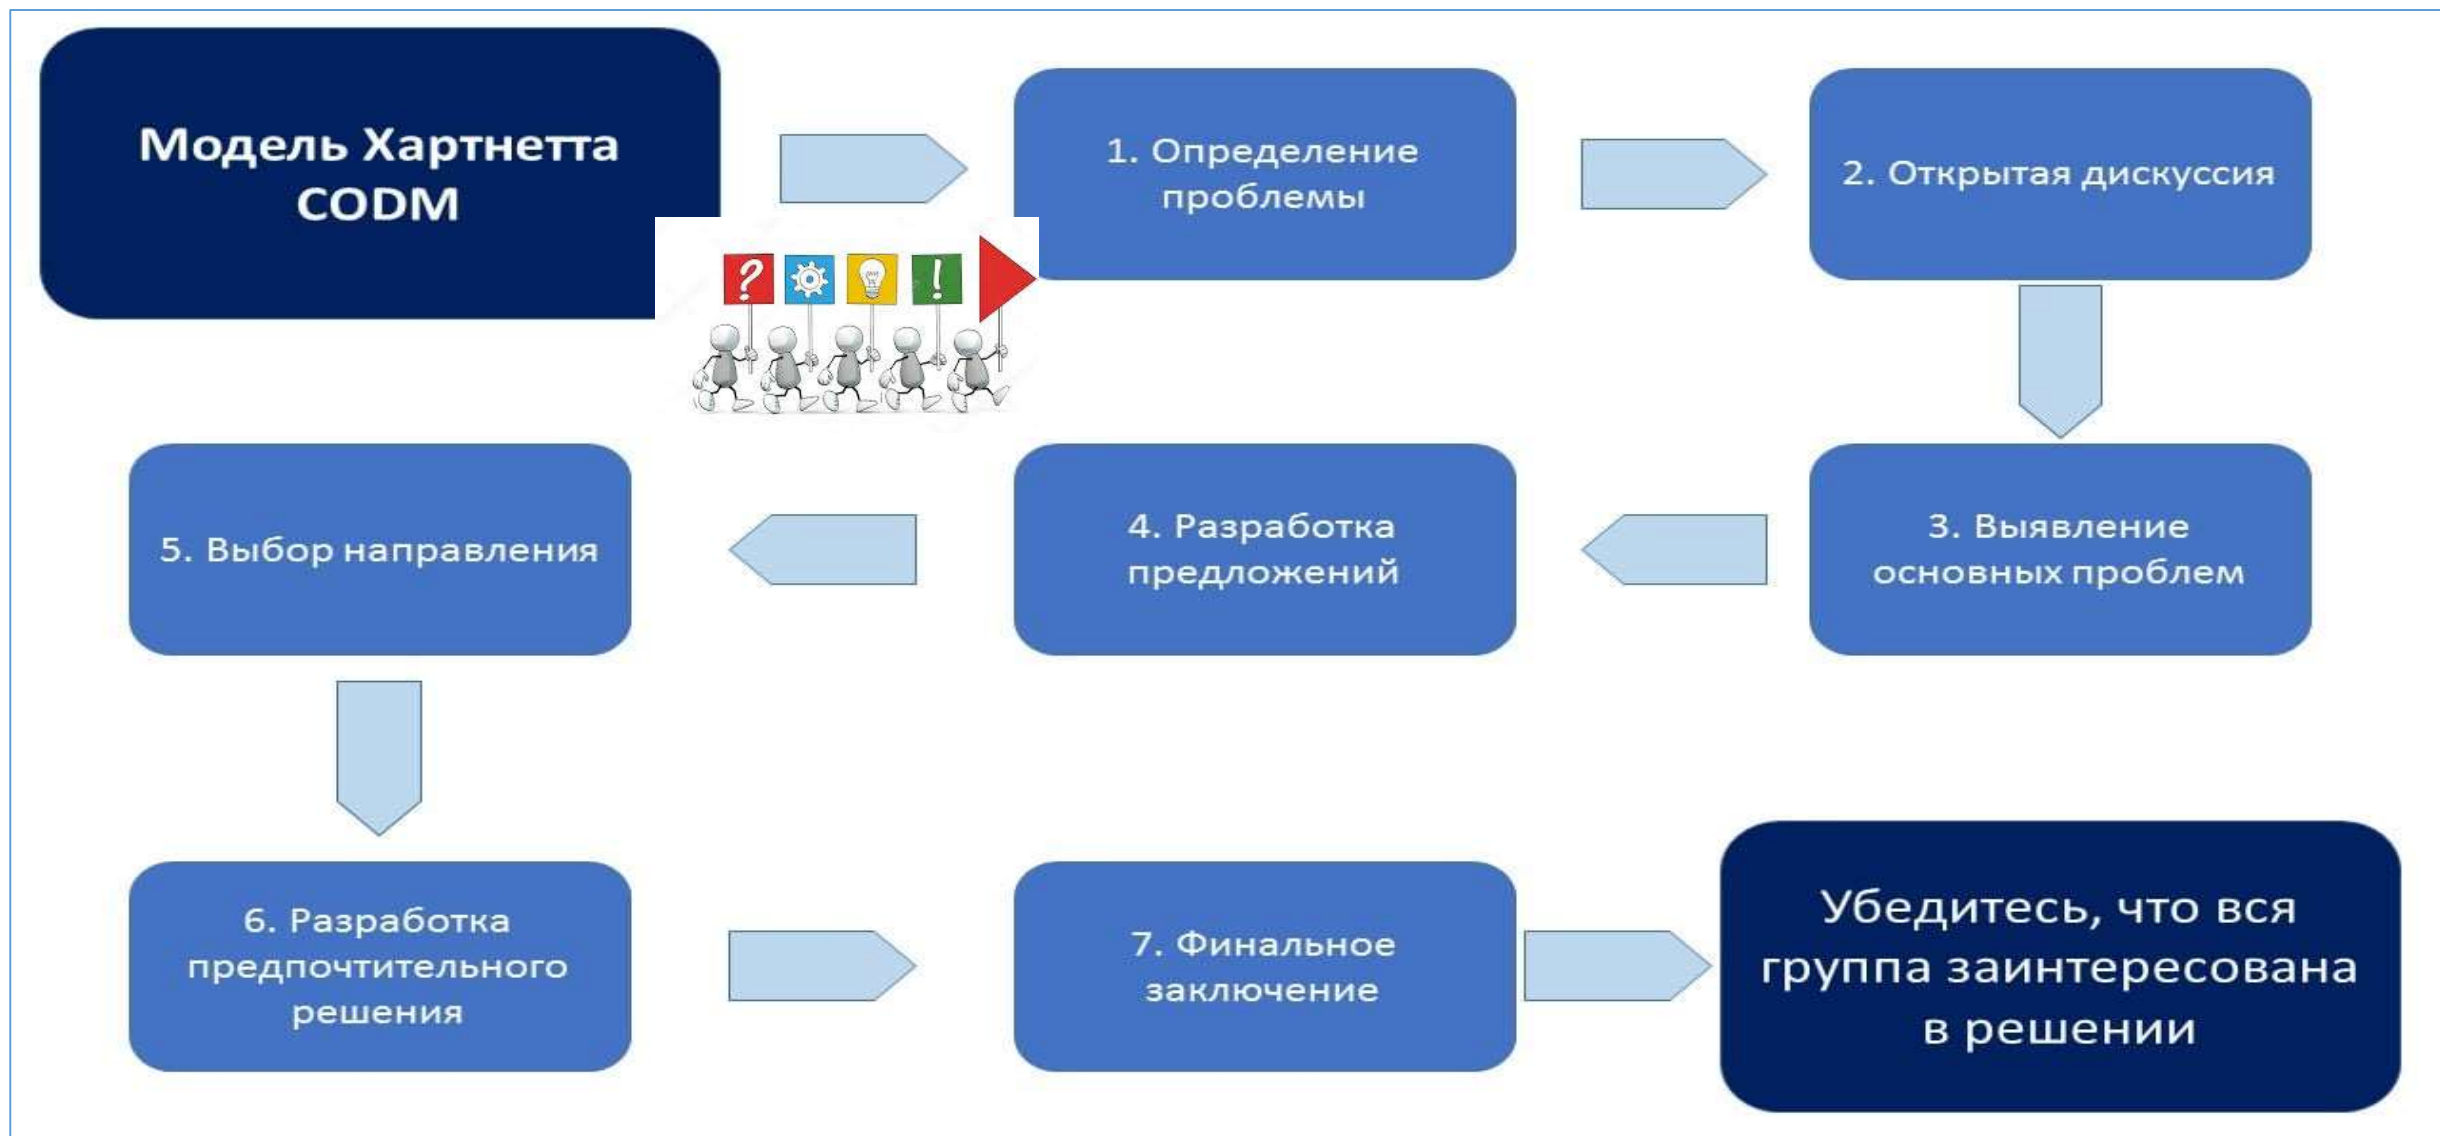 Модель Хартнетта
CODM
1. Определение
проблемы
2. Открытая дискуссия
?
!
3. Выявление
основных проблем
4. Разработка
предложений
5. Выбор направления
6. Разработка
предпочтительного
решения
7. Финальное
заключение
Убедитесь, что вся
группа заинтересована
в решении